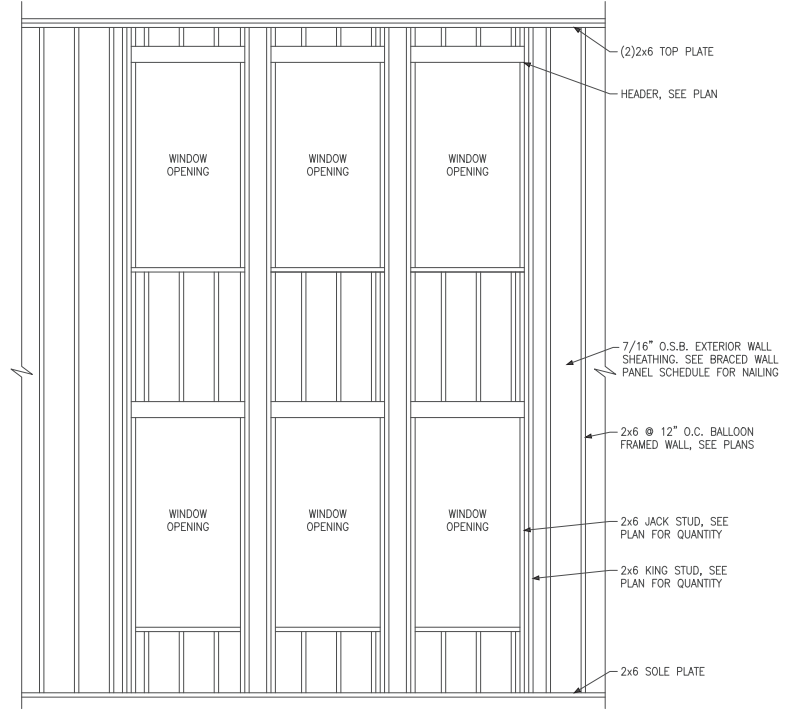 (2)2x6 TOP PLATE
HEADER, SEE PLAN
WINDOW
OPENING
WINDOW
OPENING
WINDOW
OPENING
7/16" O.S.B. EXTERIOR WALL
SHEATHING. SEE BRACED WALL
PANEL SCHEDULE FOR NAILING
2x6 @ 12" O.C. BALLOON
FRAMED WALL, SEE PLANS
WINDOW
OPENING
WINDOW
OPENING
WINDOW
OPENING
2x6 JACK STUD, SEE
PLAN FOR QUANTITY
2x6 KING STUD, SEE
PLAN FOR QUANTITY
2x6 SOLE PLATE